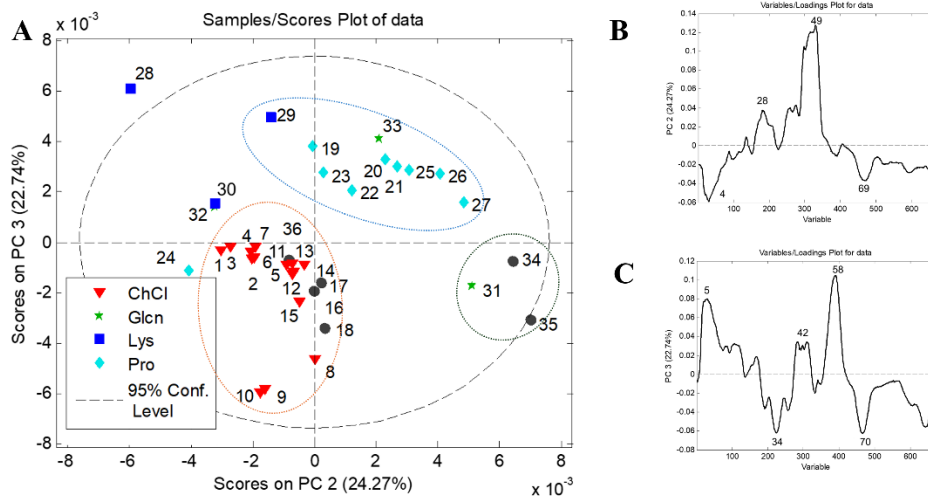 A
Samples/Scores Plot of data
× 10⁻³
8
6
4
2
0
-2
-4
-6
-8
Scores on PC 3 (22.74%)
28
29
33
19
20
23
22
21
25
26
27
30
32
24
4 7 36
1 3 6 11 13
2 5 12 14
17
15 16
18
8
10 9
34
31
35
ChCl
Glcn
Lys
Pro
95% Conf.
Level
-8 -6 -4 -2 0 2 4 6 8
Scores on PC 2 (24.27%)
× 10⁻³
B
Variables/Loadings Plot for data
0.14
0.12
0.1
0.08
0.06
0.04
0.02
0
-0.02
-0.04
-0.06
PC 2 (24.27%)
49
28
4
69
100 200 300 400 500 600
Variable
C
Variables/Loadings Plot for data
0.12
0.1
0.08
0.06
0.04
0.02
0
-0.02
-0.04
-0.06
-0.08
PC 3 (22.74%)
58
5
42
34
70
100 200 300 400 500 600
Variable